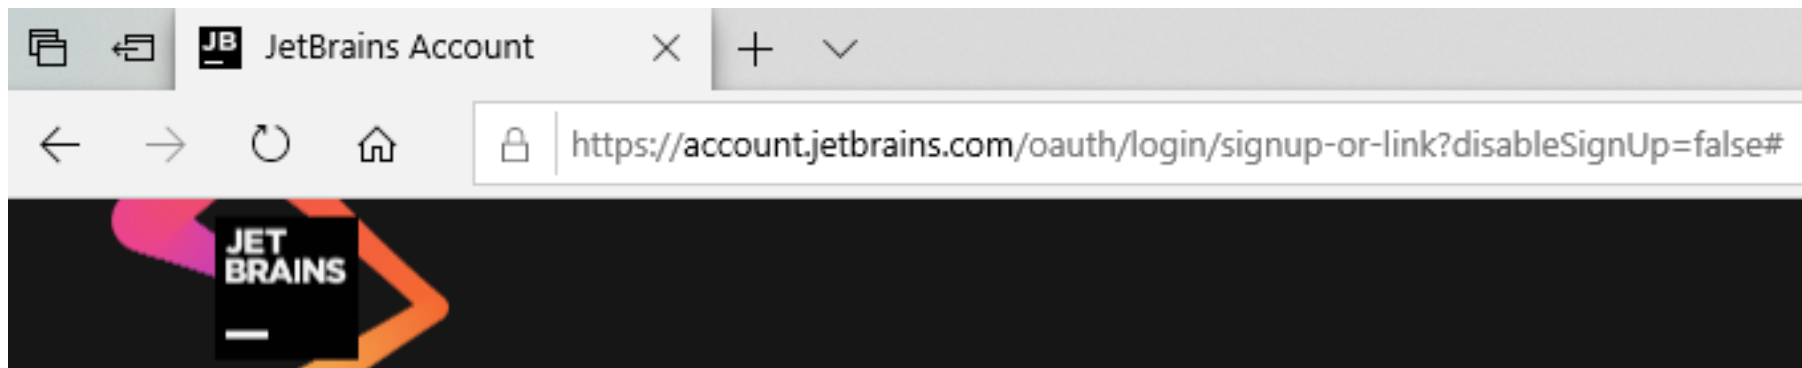 JB JetBrains Account
https://account.jetbrains.com/oauth/login/signup-or-link?disableSignUp=false#
JET
BRAINS